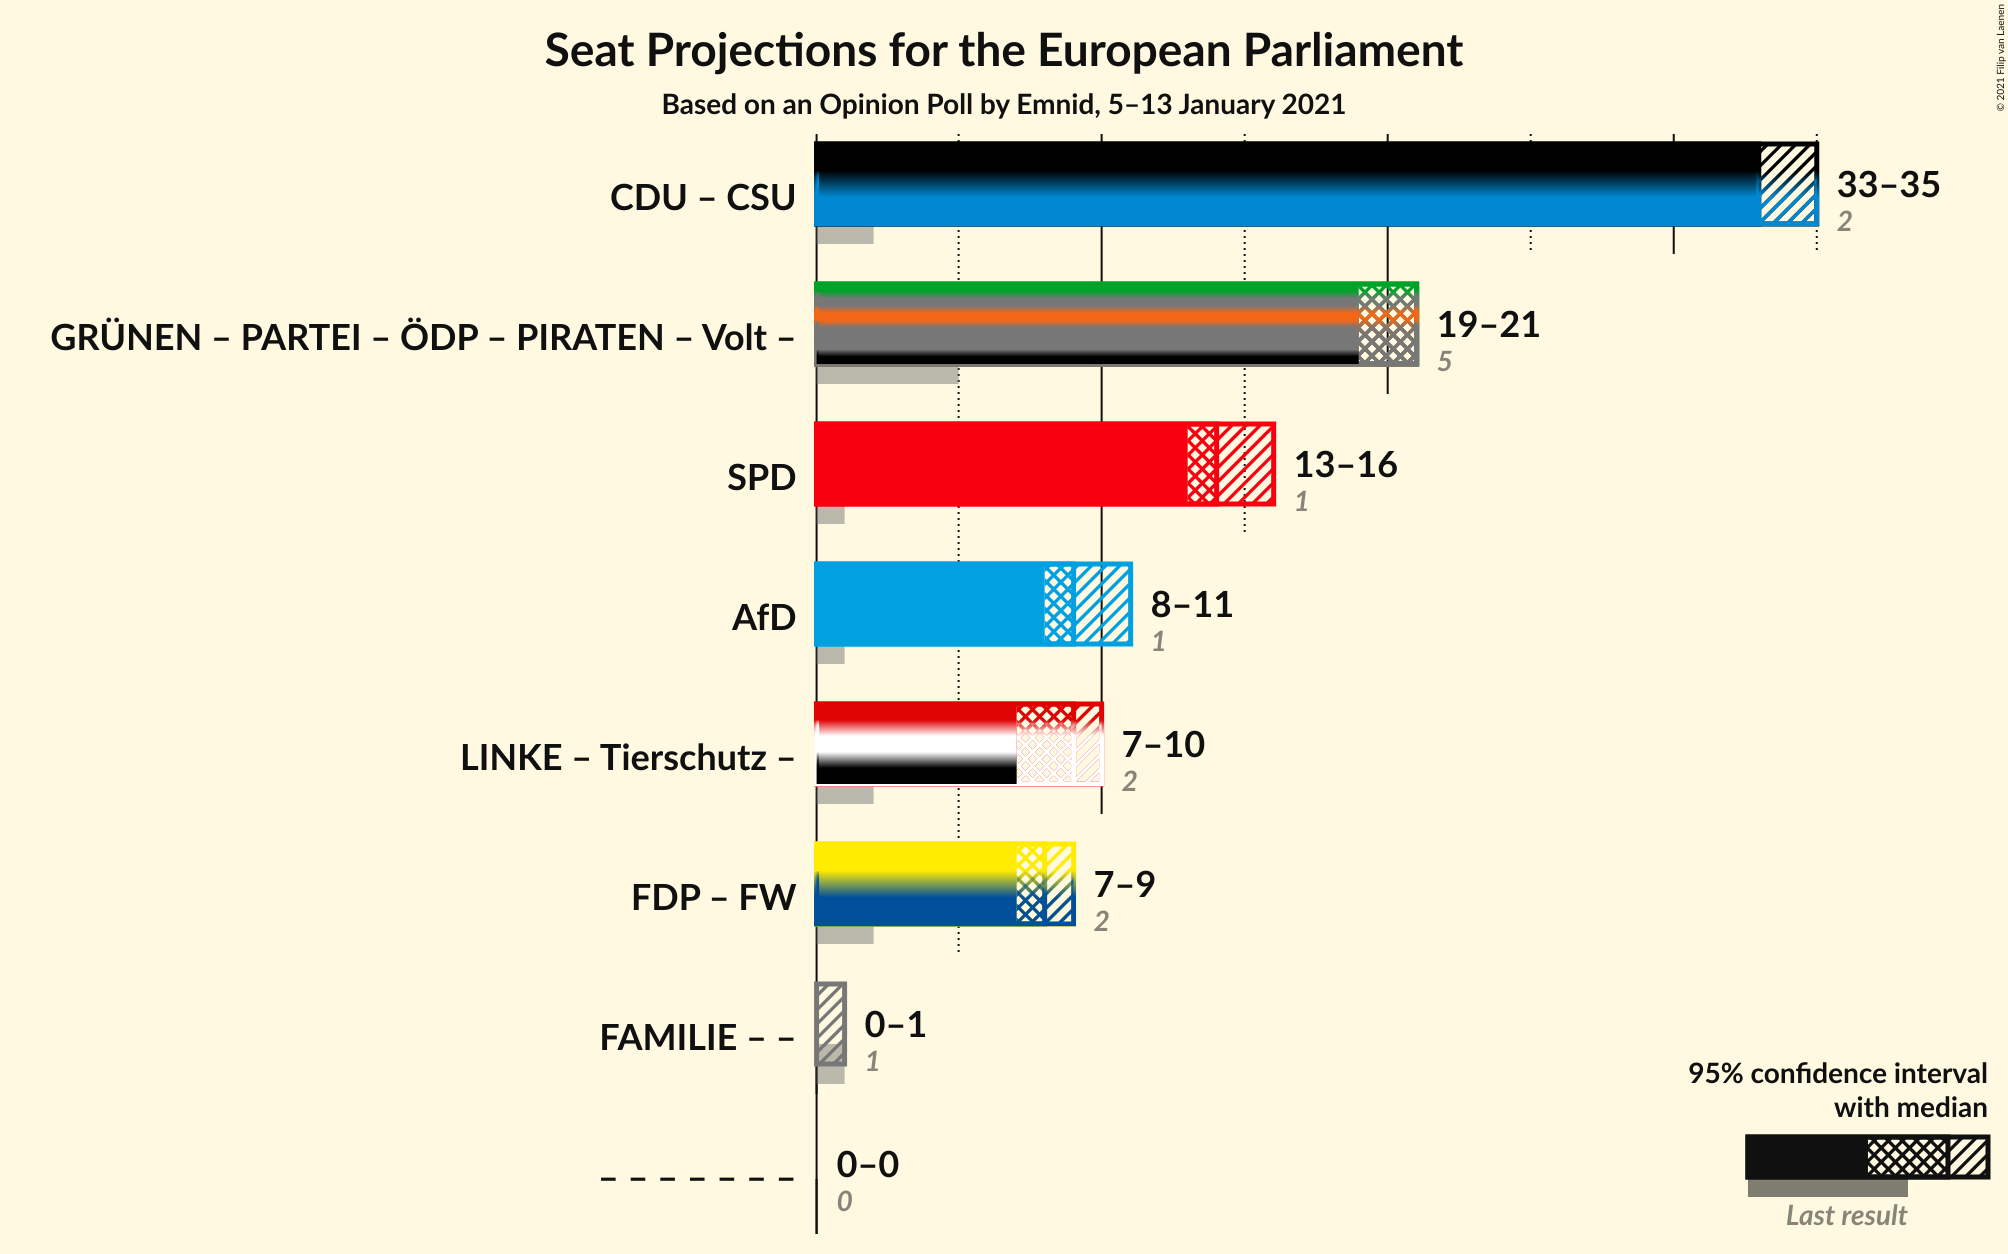 Seat Projections for the European Parliament
Based on an Opinion Poll by Emnid, 5–13 January 2021
© 2021 Filip van Laenen
CDU – CSU
33–35
2
GRÜNEN – PARTEI – ÖDP – PIRATEN – Volt –
19–21
5
SPD
13–16
1
AfD
8–11
1
LINKE – Tierschutz –
7–10
2
FDP – FW
7–9
2
FAMILIE – –
0–1
1
– – – – – – –
0–0
0
95% confidence interval
with median
Last result